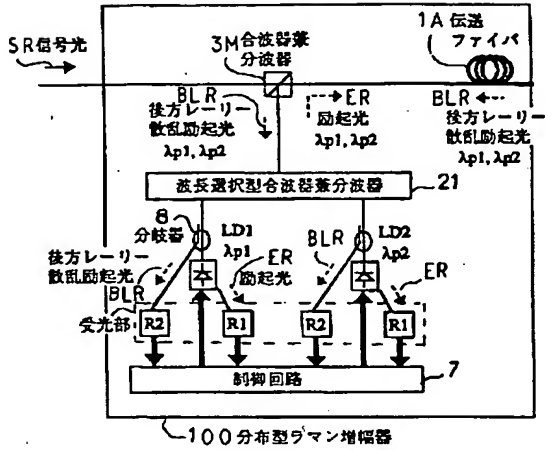 1A伝送
ファイバ
SR信号光
3M合波器兼
分波器
BLR
後方レーリー
散乱励起光
λp1, λp2
ER
励起光
λp1, λp2
BLR
後方レーリー
散乱励起光
λp1, λp2
波長選択型合波器兼分波器
21
8
分岐器
LD1
λp1
LD2
λp2
BLR
ER
後方レーリー
散乱励起光
BLR
ER
励起光
受光部
R2
R1
R2
R1
制御回路
7
100分布型ラマン増幅器